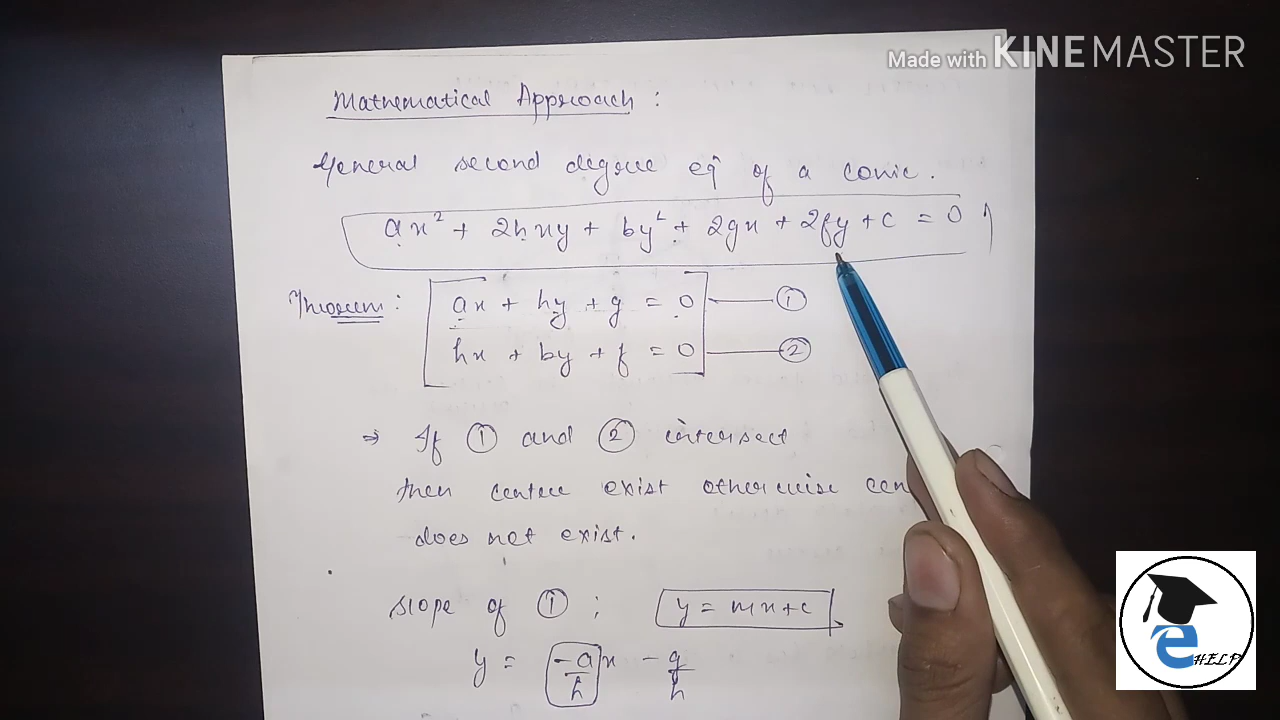 Made with KINEMASTER
Mathematical Approach :
General second degree eqⁿ of a conic.
ax² + 2hxy + by² + 2gx + 2fy + c = 0
Theorem : ax + hy + g = 0 ①
hx + by + f = 0 ②
⇒ If ① and ② intersect
then centre exist otherwise cen
does not exist.
slope of ① ; y = mx+c
y = -a/h x - g/h
e HELP